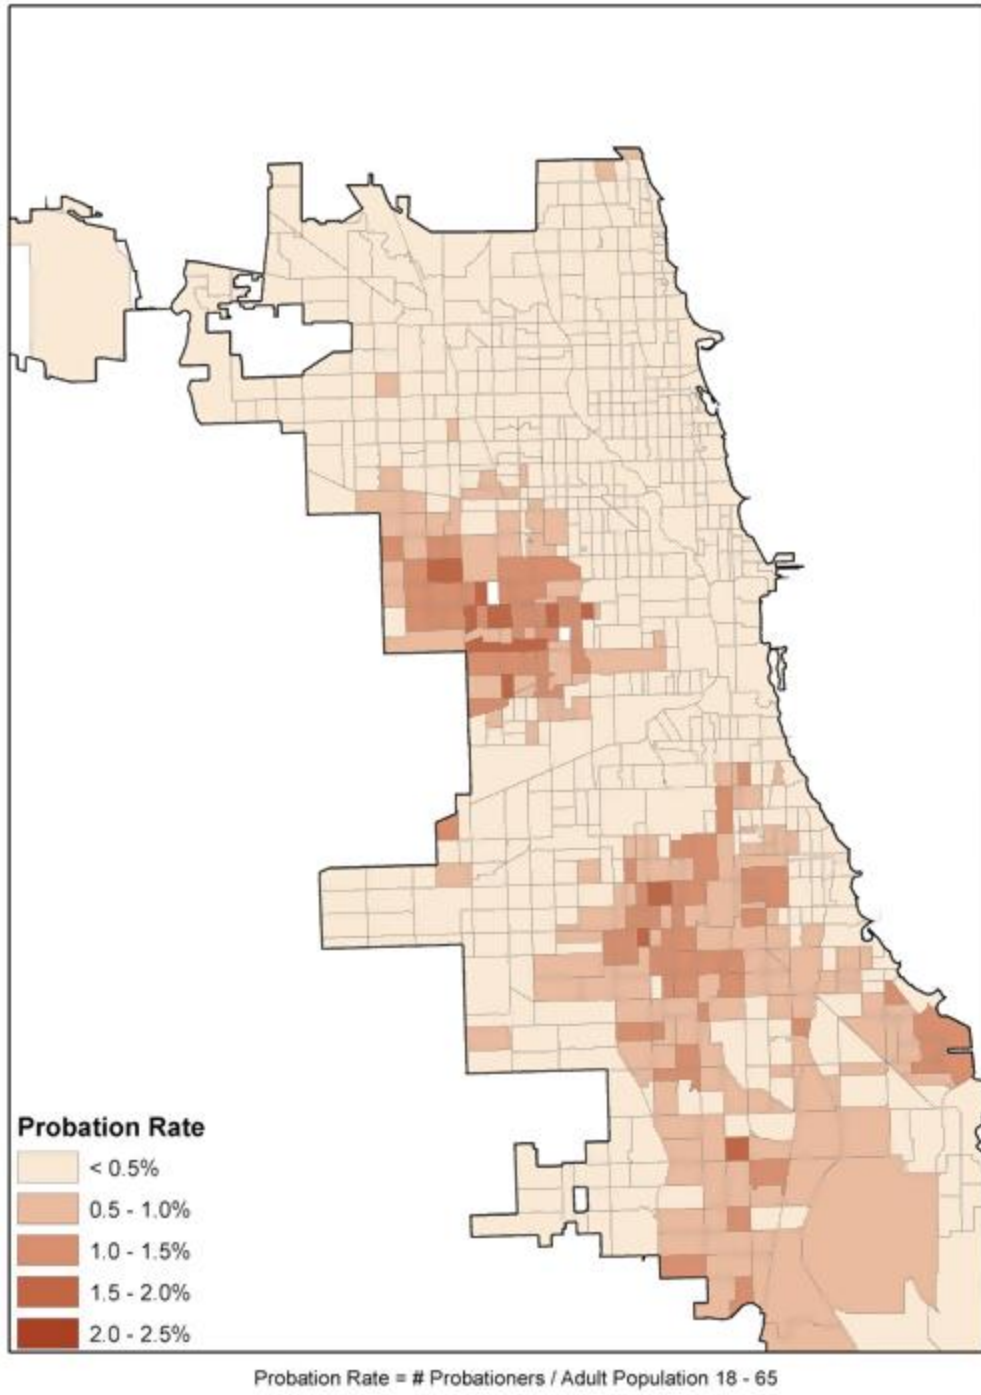 Probation Rate
< 0.5%
0.5 - 1.0%
1.0 - 1.5%
1.5 - 2.0%
2.0 - 2.5%
Probation Rate = # Probationers / Adult Population 18 - 65